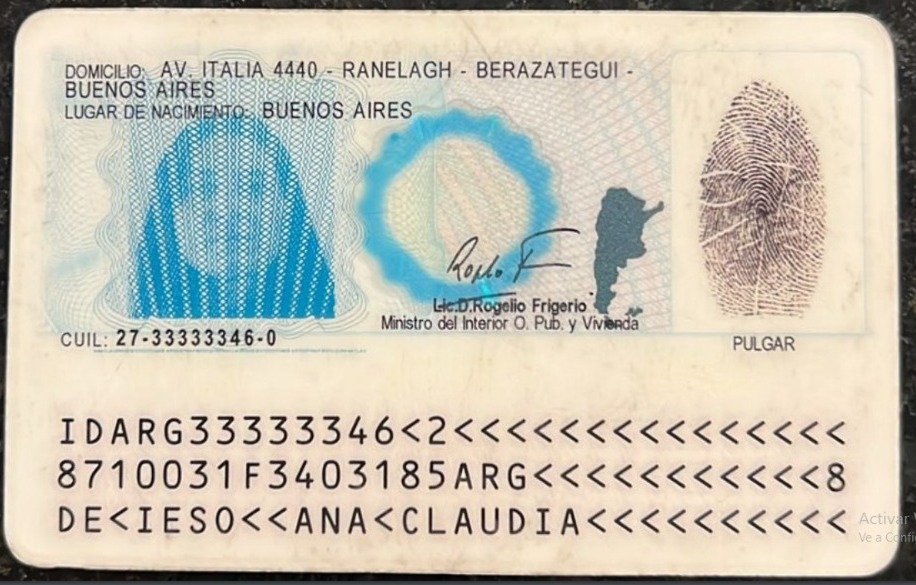 DOMICILIO: AV. ITALIA 4440 - RANELAGH - BERAZATEGUI -
BUENOS AIRES
LUGAR DE NACIMIENTO: BUENOS AIRES
Lic.D.Rogelio Frigerio
Ministro del Interior O. Pub. y Vivienda
CUIL: 27-33333346-0
PULGAR
IDARG33333346<2<<<<<<<<<<<<<<<
8710031F3403185ARG<<<<<<<<<<<8
DE<IESO<<ANA<CLAUDIA<<<<<<<<<<
Activar
Ve a Confi